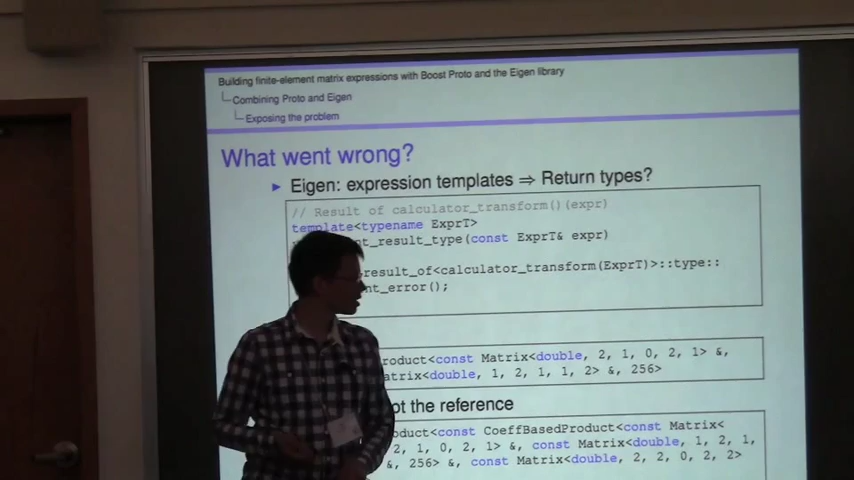 Building finite-element matrix expressions with Boost Proto and the Eigen library
Combining Proto and Eigen
Exposing the problem
What went wrong?
Eigen: expression templates ⇒ Return types?
// Result of calculator_transform()(expr)
template<typename ExprT>
nt_result_type(const ExprT& expr)
result_of<calculator_transform(ExprT)>::type::
nt_error();
roduct<const Matrix<double, 2, 1, 0, 2, 1> &,
atrix<double, 1, 2, 1, 1, 2> &, 256>
ot the reference
duct<const CoeffBasedProduct<const Matrix<
2, 1, 0, 2, 1> &, const Matrix<double, 1, 2, 1,
&, 256> &, const Matrix<double, 2, 2, 0, 2, 2>